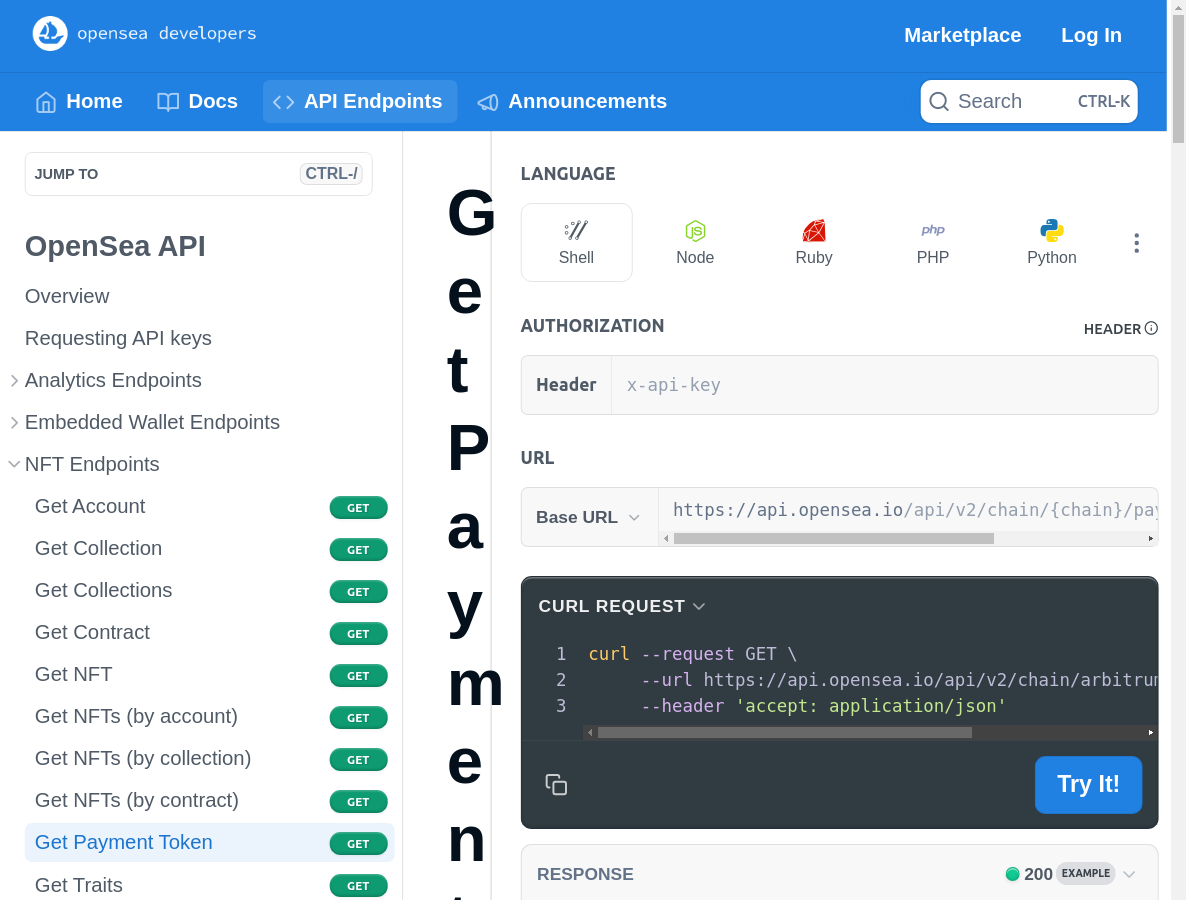 opensea developers
Marketplace
Log In
Home
Docs
API Endpoints
Announcements
Search
CTRL-K
JUMP TO
CTRL-/
OpenSea API
Overview
Requesting API keys
Analytics Endpoints
Embedded Wallet Endpoints
NFT Endpoints
Get Account GET
Get Collection GET
Get Collections GET
Get Contract GET
Get NFT GET
Get NFTs (by account) GET
Get NFTs (by collection) GET
Get NFTs (by contract) GET
Get Payment Token GET
Get Traits GET
G
e
t
P
a
y
m
e
n
LANGUAGE
Shell
Node
Ruby
php
PHP
Python
AUTHORIZATION
HEADER
Header
x-api-key
URL
Base URL
https://api.opensea.io/api/v2/chain/{chain}/pay
CURL REQUEST
1 curl --request GET \
2 --url https://api.opensea.io/api/v2/chain/arbitrum
3 --header 'accept: application/json'
Try It!
RESPONSE
200 EXAMPLE